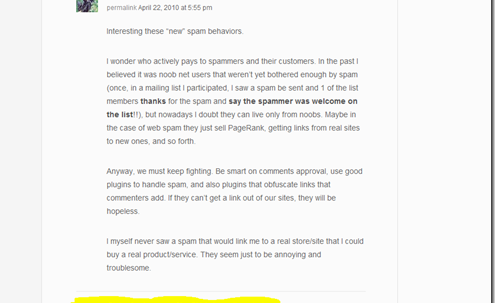 permalink April 22, 2010 at 5:55 pm
Interesting these “new” spam behaviors.
I wonder who actively pays to spammers and their customers. In the past I
believed it was noob net users that weren’t yet bothered enough by spam
(once, in a mailing list I participated, I saw a spam be sent and 1 of the list
members thanks for the spam and say the spammer was welcome on
the list!!), but nowadays I doubt they can live only from noobs. Maybe in
the case of web spam they just sell PageRank, getting links from real sites
to new ones, and so forth.
Anyway, we must keep fighting. Be smart on comments approval, use good
plugins to handle spam, and also plugins that obfuscate links that
commenters add. If they can’t get a link out of our sites, they will be
hopeless.
I myself never saw a spam that would link me to a real store/site that I could
buy a real product/service. They seem just to be annoying and
troublesome.